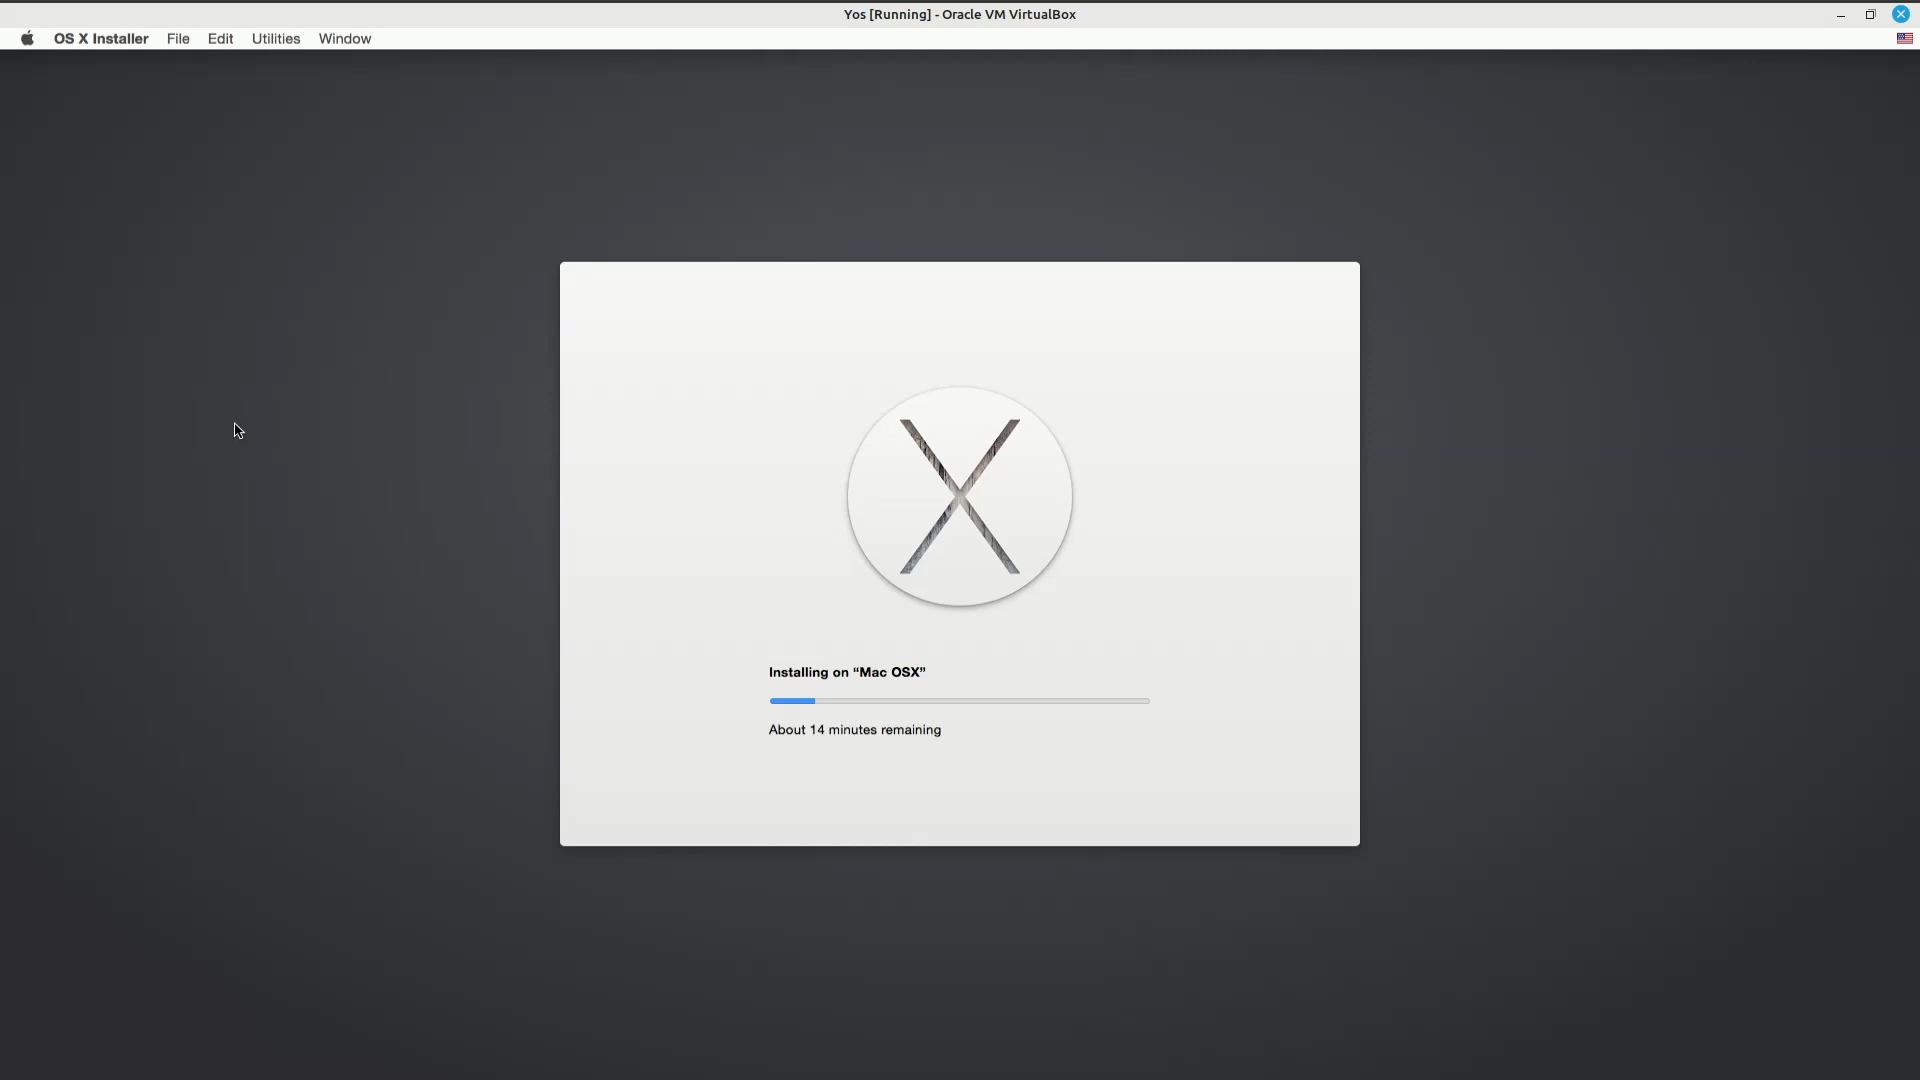 Yos [Running] - Oracle VM VirtualBox
OS X Installer File Edit Utilities Window
Installing on “Mac OSX”
About 14 minutes remaining